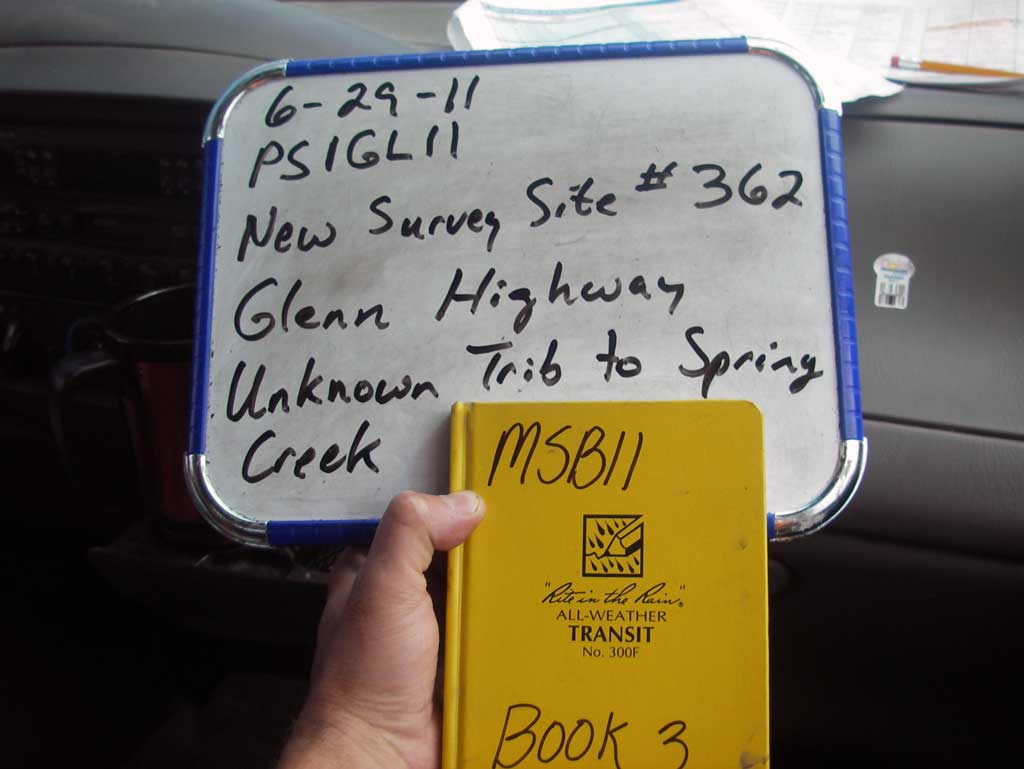 6-29-11
PS1GL11
New Survey Site # 362
Glenn Highway
Unknown Trib to Spring
Creek
MSB11
"Rite in the Rain"®
ALL-WEATHER
TRANSIT
No. 300F
BOOK 3